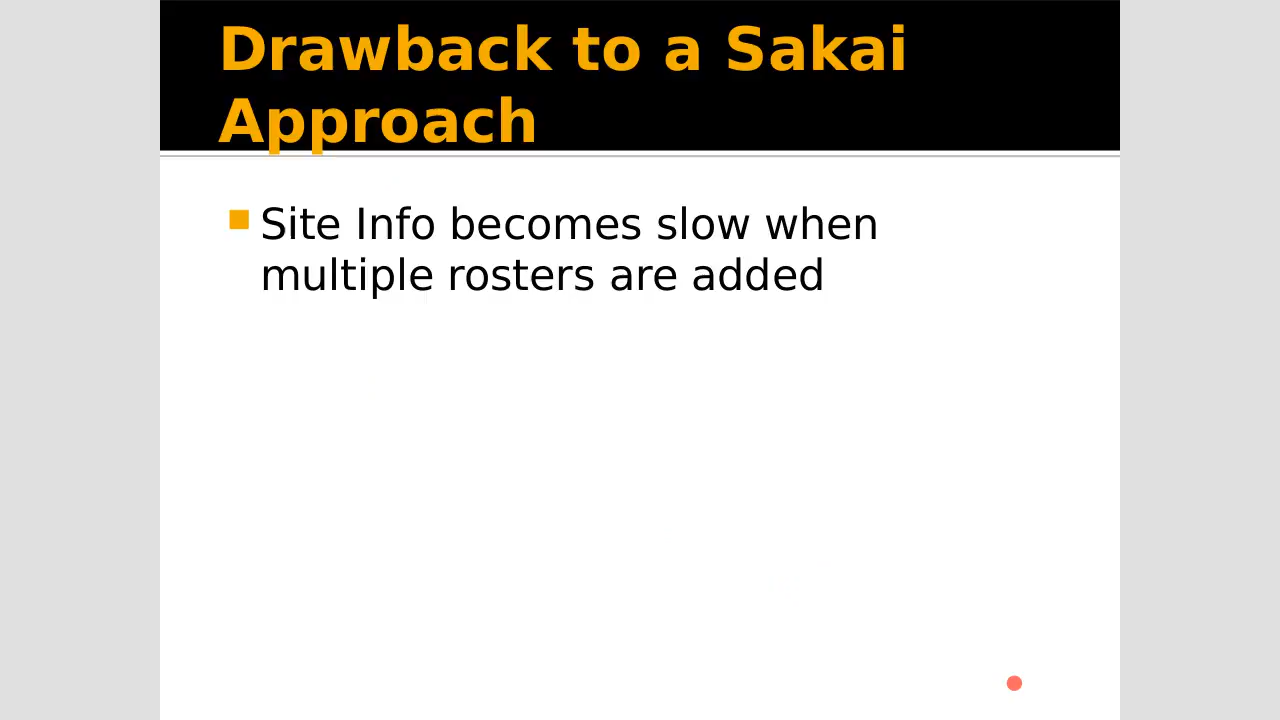 Drawback to a Sakai
Approach
Site Info becomes slow when
multiple rosters are added